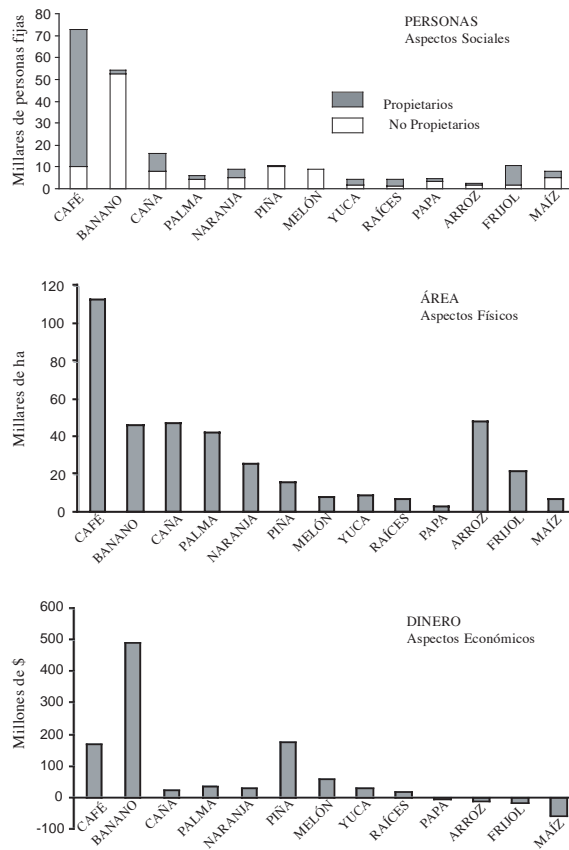 PERSONAS
Aspectos Sociales
Millares de personas fijas
80
70
60
50
40
30
20
10
0
Propietarios
No Propietarios
CAFÉ
BANANO
CAÑA
PALMA
NARANJA
PIÑA
MELÓN
YUCA
RAÍCES
PAPA
ARROZ
FRIJOL
MAÍZ
ÁREA
Aspectos Físicos
Millares de ha
120
100
80
60
40
20
0
CAFÉ
BANANO
CAÑA
PALMA
NARANJA
PIÑA
MELÓN
YUCA
RAÍCES
PAPA
ARROZ
FRIJOL
MAÍZ
DINERO
Aspectos Económicos
Millones de $
600
500
400
300
200
100
0
-100
CAFÉ
BANANO
CAÑA
PALMA
NARANJA
PIÑA
MELÓN
YUCA
RAÍCES
PAPA
ARROZ
FRIJOL
MAÍZ